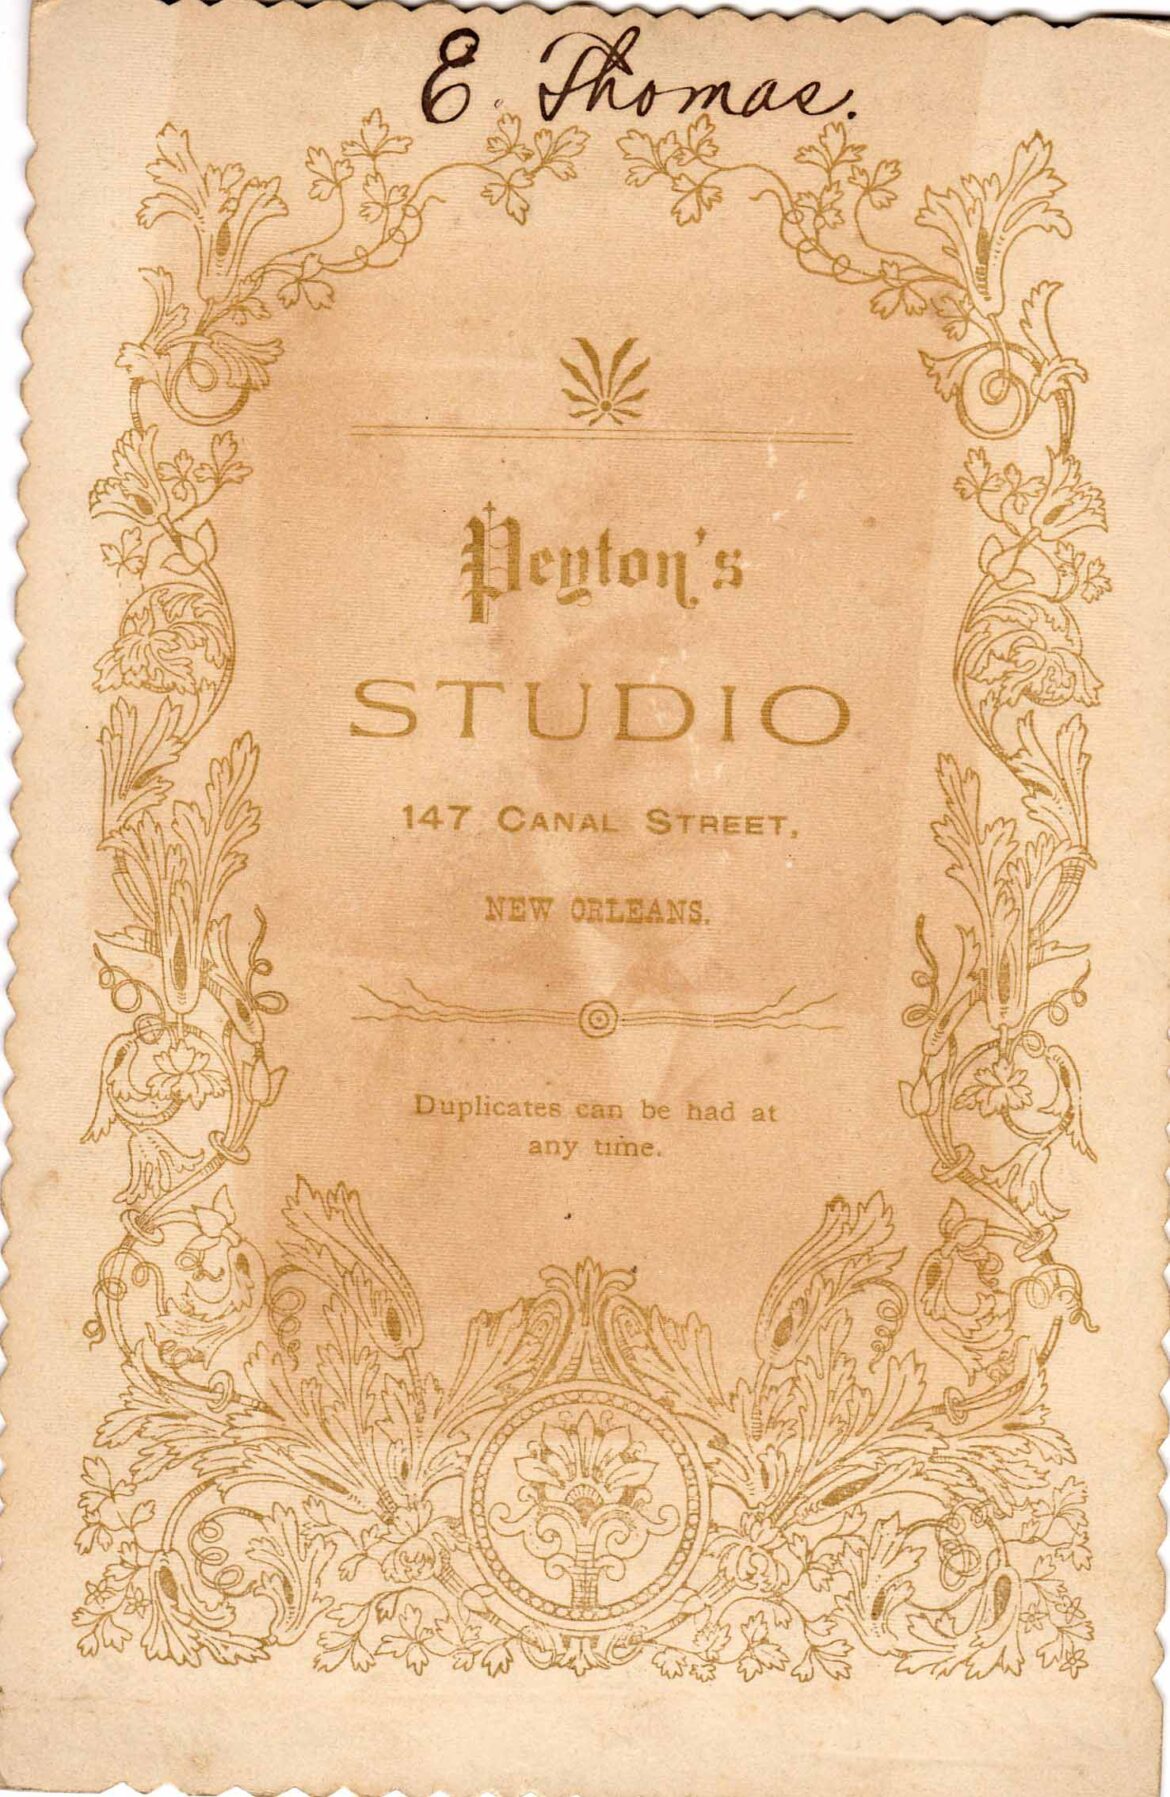 E. Thomas.
Peyton's
STUDIO
147 CANAL STREET,
NEW ORLEANS.
Duplicates can be had at
any time.